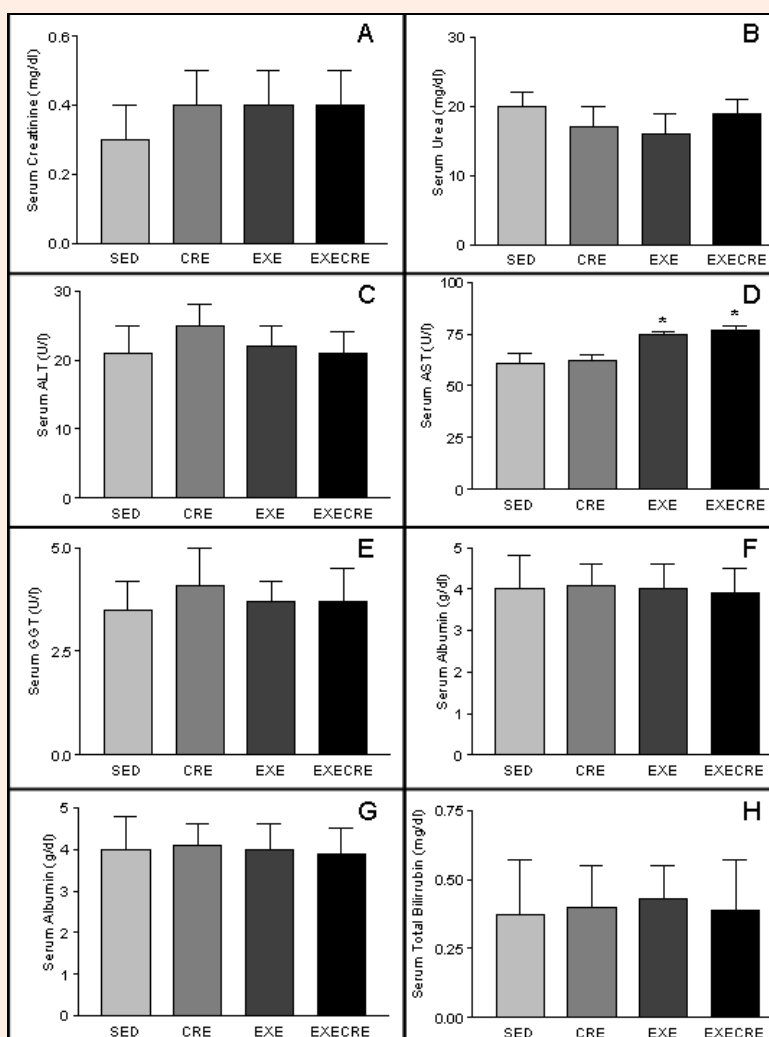 A
Serum Creatinine (mg/dl)
0.6
0.4
0.2
0.0
SED CRE EXE EXECRE
B
Serum Urea (mg/dl)
30
20
10
0
SED CRE EXE EXECRE
C
Serum ALT (U/l)
30
20
10
0
SED CRE EXE EXECRE
D
Serum AST (U/l)
100
75
50
25
0
* *
SED CRE EXE EXECRE
E
Serum GGT (U/l)
5.0
2.5
0.0
SED CRE EXE EXECRE
F
Serum Albumin (g/dl)
5
4
3
2
1
0
SED CRE EXE EXECRE
G
Serum Albumin (g/dl)
5
4
3
2
1
0
SED CRE EXE EXECRE
H
Serum Total Bilirrubin (mg/dl)
0.75
0.50
0.25
0.00
SED CRE EXE EXECRE